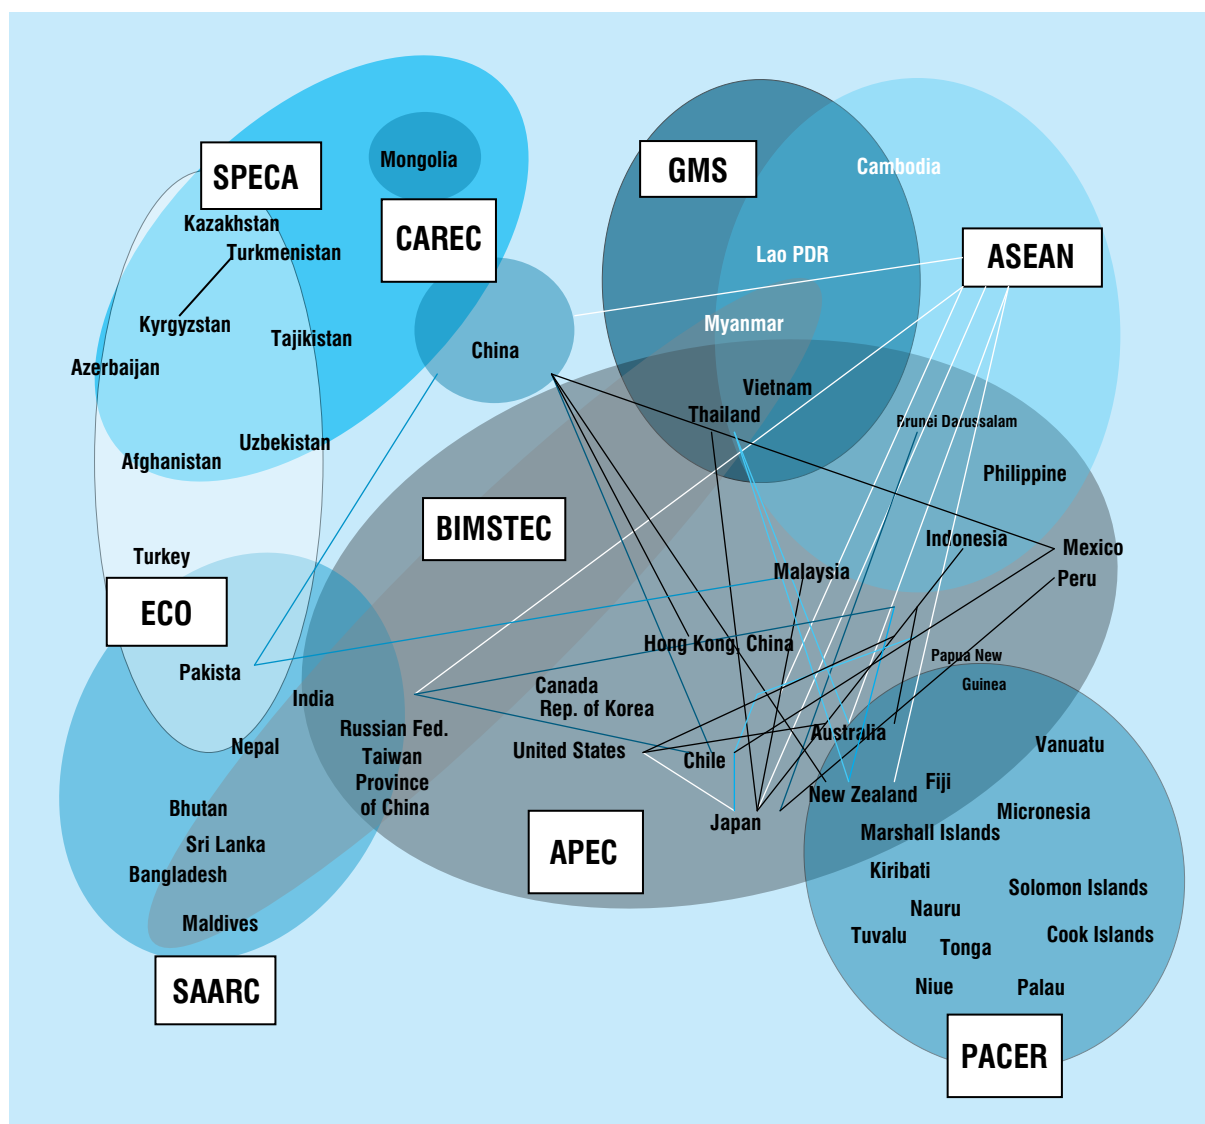 Mongolia
SPECA
GMS
Cambodia
Kazakhstan
CAREC
Turkmenistan
Lao PDR
ASEAN
Kyrgyzstan
Tajikistan
Myanmar
China
Azerbaijan
Vietnam
Thailand
Brunei Darussalam
Uzbekistan
Afghanistan
Philippine
BIMSTEC
Indonesia
Mexico
Turkey
Malaysia
Peru
ECO
Hong Kong, China
Papua New
Guinea
Pakista
India
Canada
Rep. of Korea
Russian Fed.
Taiwan
Province
of China
Nepal
United States
Chile
Australia
Vanuatu
Fiji
New Zealand
Bhutan
Micronesia
Japan
Marshall Islands
Sri Lanka
APEC
Bangladesh
Kiribati
Solomon Islands
Nauru
Maldives
Tuvalu
Tonga
Cook Islands
SAARC
Niue
Palau
PACER